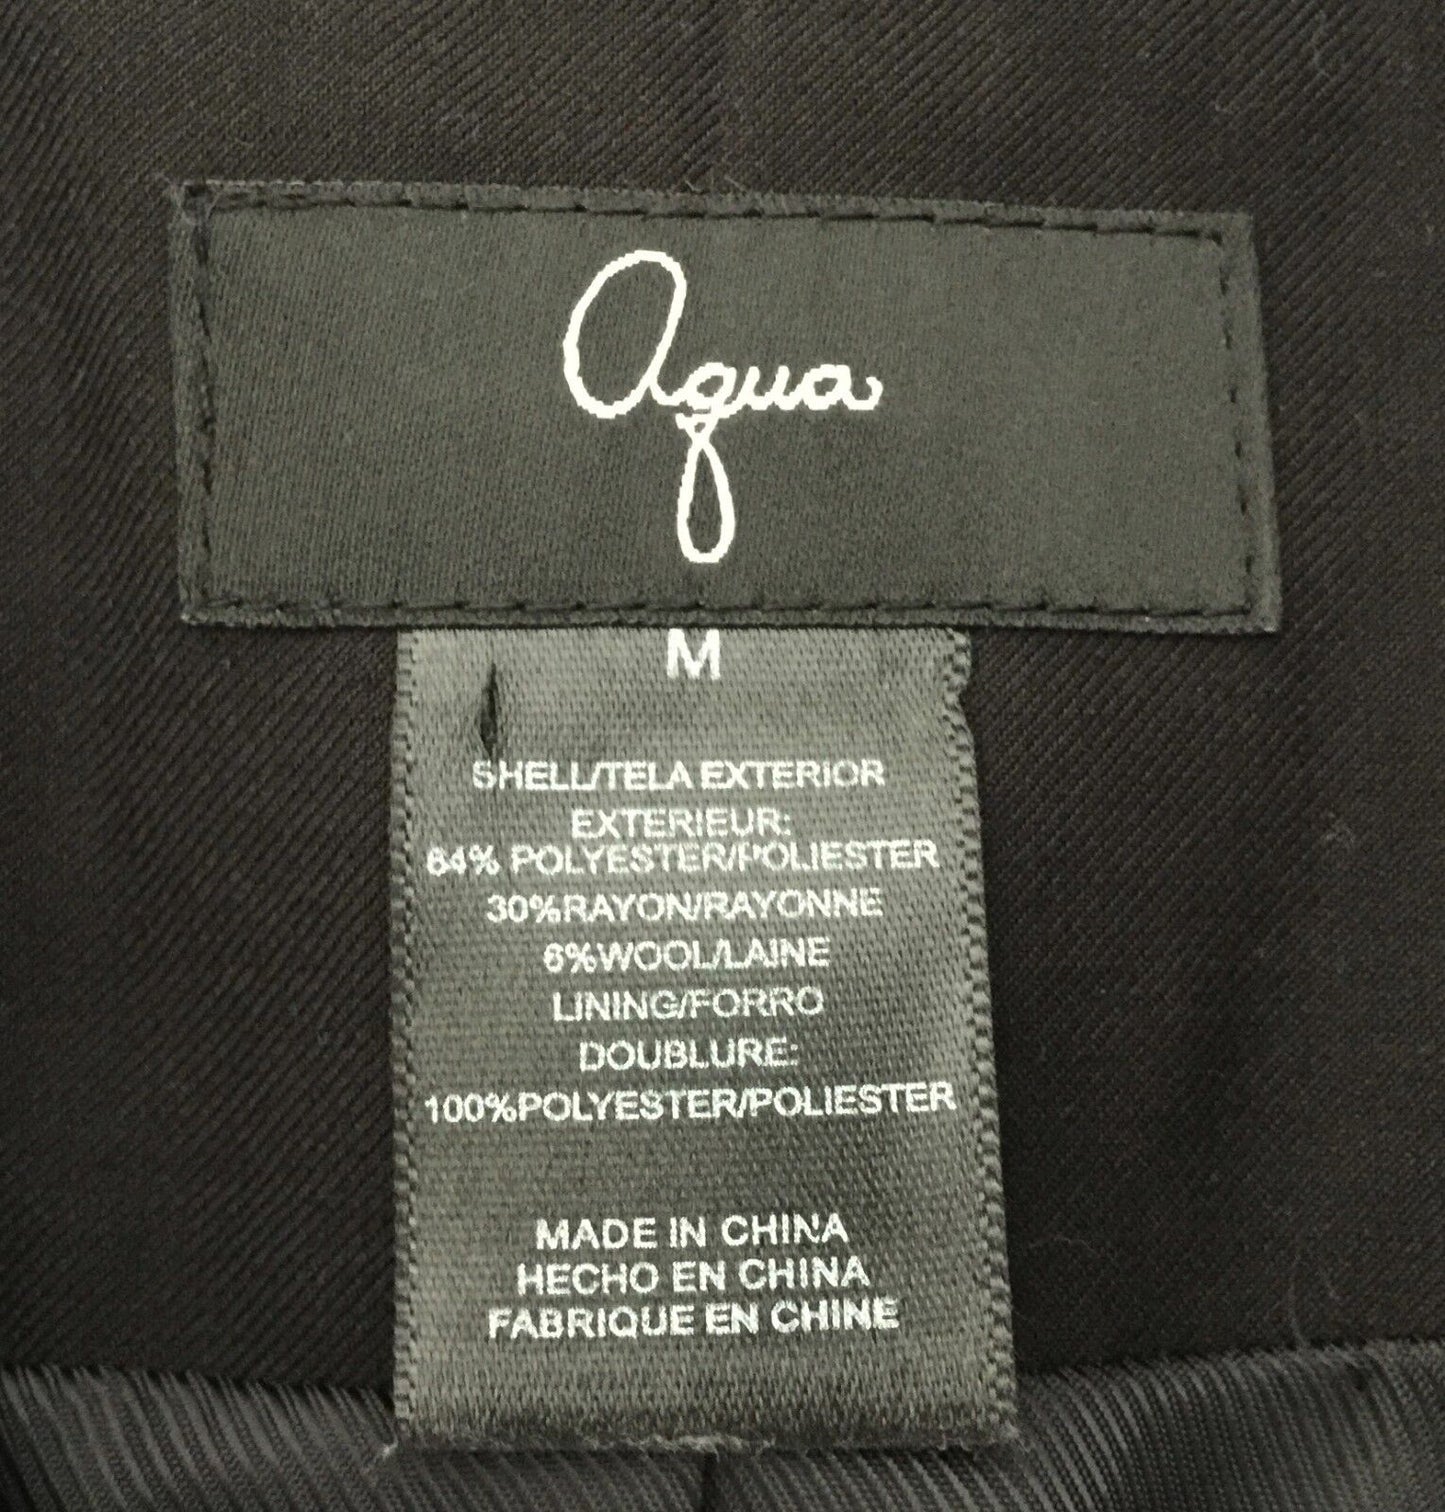 aqua
M
SHELL/TELA EXTERIOR
EXTERIEUR:
64% POLYESTER/POLIESTER
30%RAYON/RAYONNE
6%WOOL/LAINE
LINING/FORRO
DOUBLURE:
100%POLYESTER/POLIESTER
MADE IN CHINA
HECHO EN CHINA
FABRIQUE EN CHINE